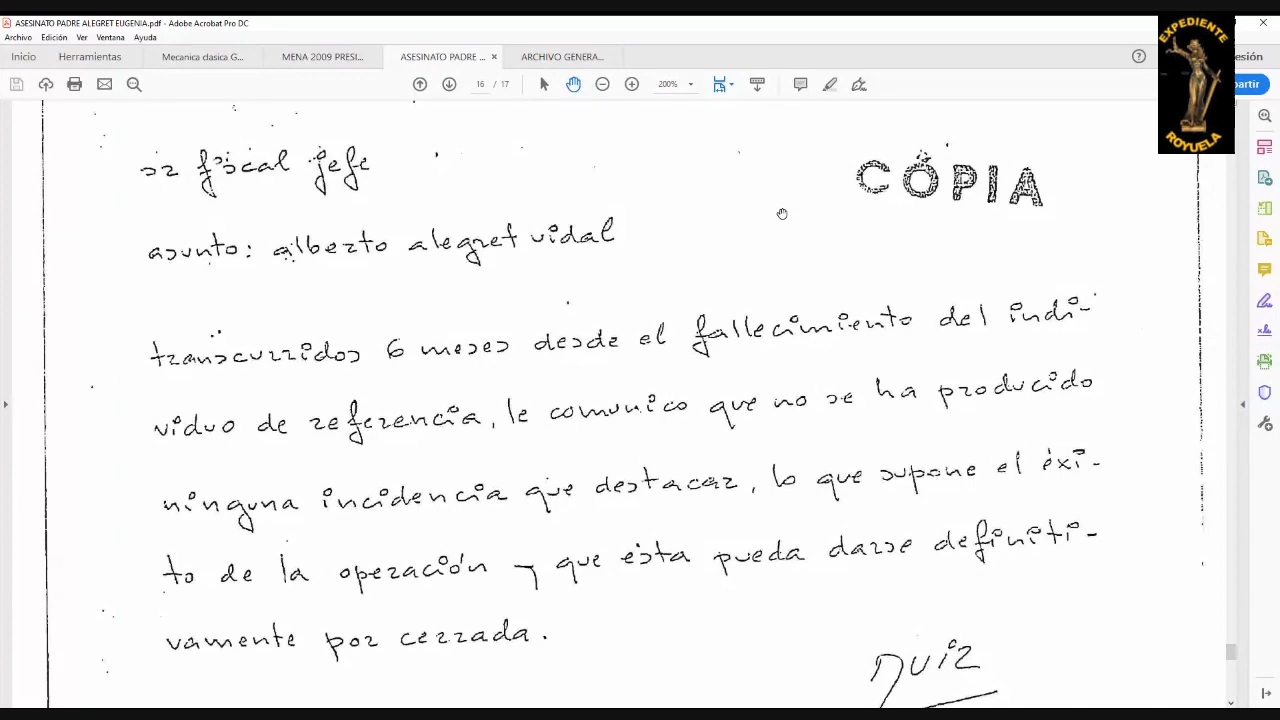 ASESINATO PADRE ALEGRET EUGENIA.pdf - Adobe Acrobat Pro DC
Archivo Edición Ver Ventana Ayuda
Inicio Herramientas Mecanica clasica G... MENA 2009 PRESI... ASESINATO PADRE ... × ARCHIVO GENERA...
16 / 17 200%
EXPEDIENTE
ROYUELA
sr fiscal jefe
CÓPIA
asunto: alberto alegret vidal
transcurridos 6 meses desde el fallecimiento del indi-
viduo de referencia, le comunico que no se ha producido
ninguna incidencia que destacar, lo que supone el éxi-
to de la operación y que ésta pueda darse definiti-
vamente por cerrada.
ruiz